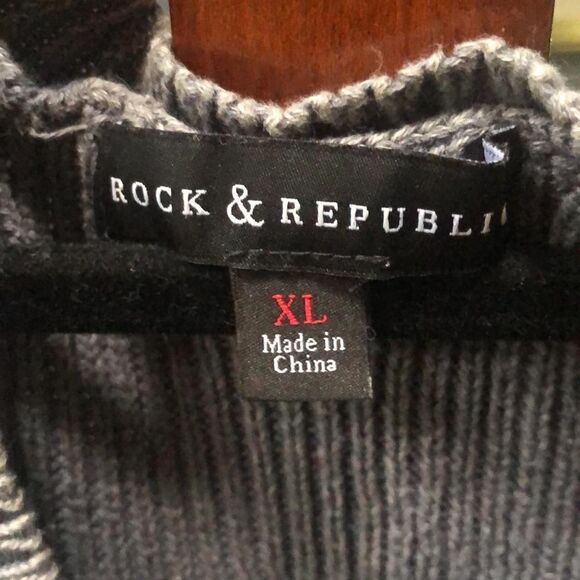 ROCK & REPUBLI
XL
Made in
China